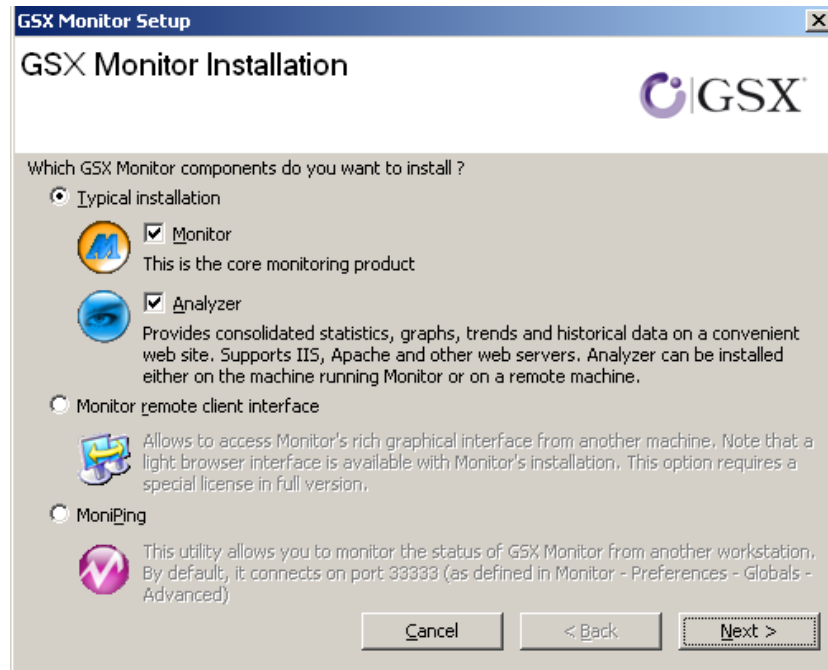 GSX Monitor Setup
GSX Monitor Installation
GSX
Which GSX Monitor components do you want to install ?
Typical installation
Monitor
This is the core monitoring product
Analyzer
Provides consolidated statistics, graphs, trends and historical data on a convenient
web site. Supports IIS, Apache and other web servers. Analyzer can be installed
either on the machine running Monitor or on a remote machine.
Monitor remote client interface
Allows to access Monitor's rich graphical interface from another machine. Note that a
light browser interface is available with Monitor's installation. This option requires a
special license in full version.
MoniPing
This utility allows you to monitor the status of GSX Monitor from another workstation.
By default, it connects on port 33333 (as defined in Monitor - Preferences - Globals -
Advanced)
Cancel
< Back
Next >